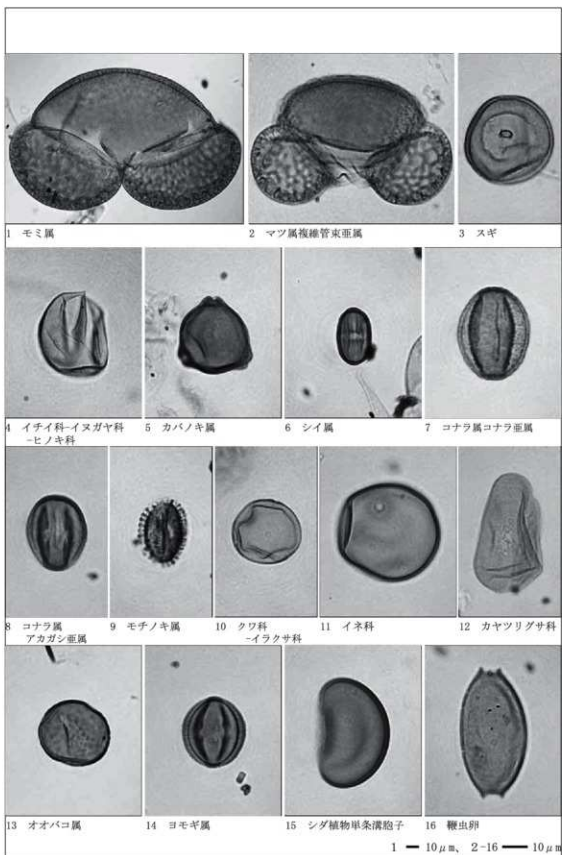 1 モミ属
2 マツ属複維管束亜属
3 スギ
4 イチイ科-イヌガヤ科
-ヒノキ科
5 カバノキ属
6 シイ属
7 コナラ属コナラ亜属
8 コナラ属
アカガシ亜属
9 モチノキ属
10 クワ科
-イラクサ科
11 イネ科
12 カヤツリグサ科
13 オオバコ属
14 ヨモギ属
15 シダ植物単条溝胞子
16 鞭虫卵
1 ━ 10μm、 2-16 ━━ 10μm